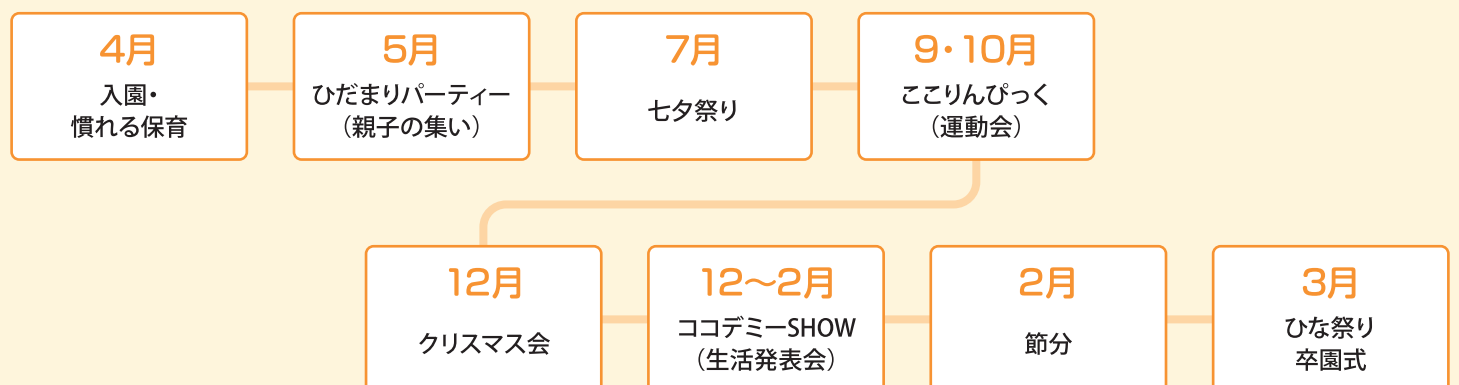 4月
入園・
慣れる保育
5月
ひだまりパーティー
（親子の集い）
7月
七夕祭り
9・10月
ここりんぴっく
（運動会）
12月
クリスマス会
12〜2月
ココデミーSHOW
（生活発表会）
2月
節分
3月
ひな祭り
卒園式